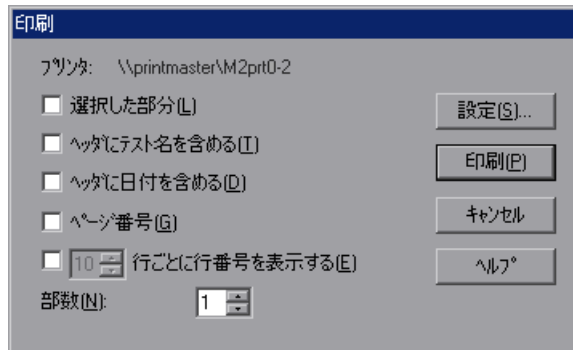 印刷
プリンタ: \\printmaster\M2prt0-2
選択した部分(L)
ヘッダにテスト名を含める(T)
ヘッダに日付を含める(D)
ページ番号(G)
10 行ごとに行番号を表示する(E)
部数(N): 1
設定(S)...
印刷(P)
キャンセル
ヘルプ